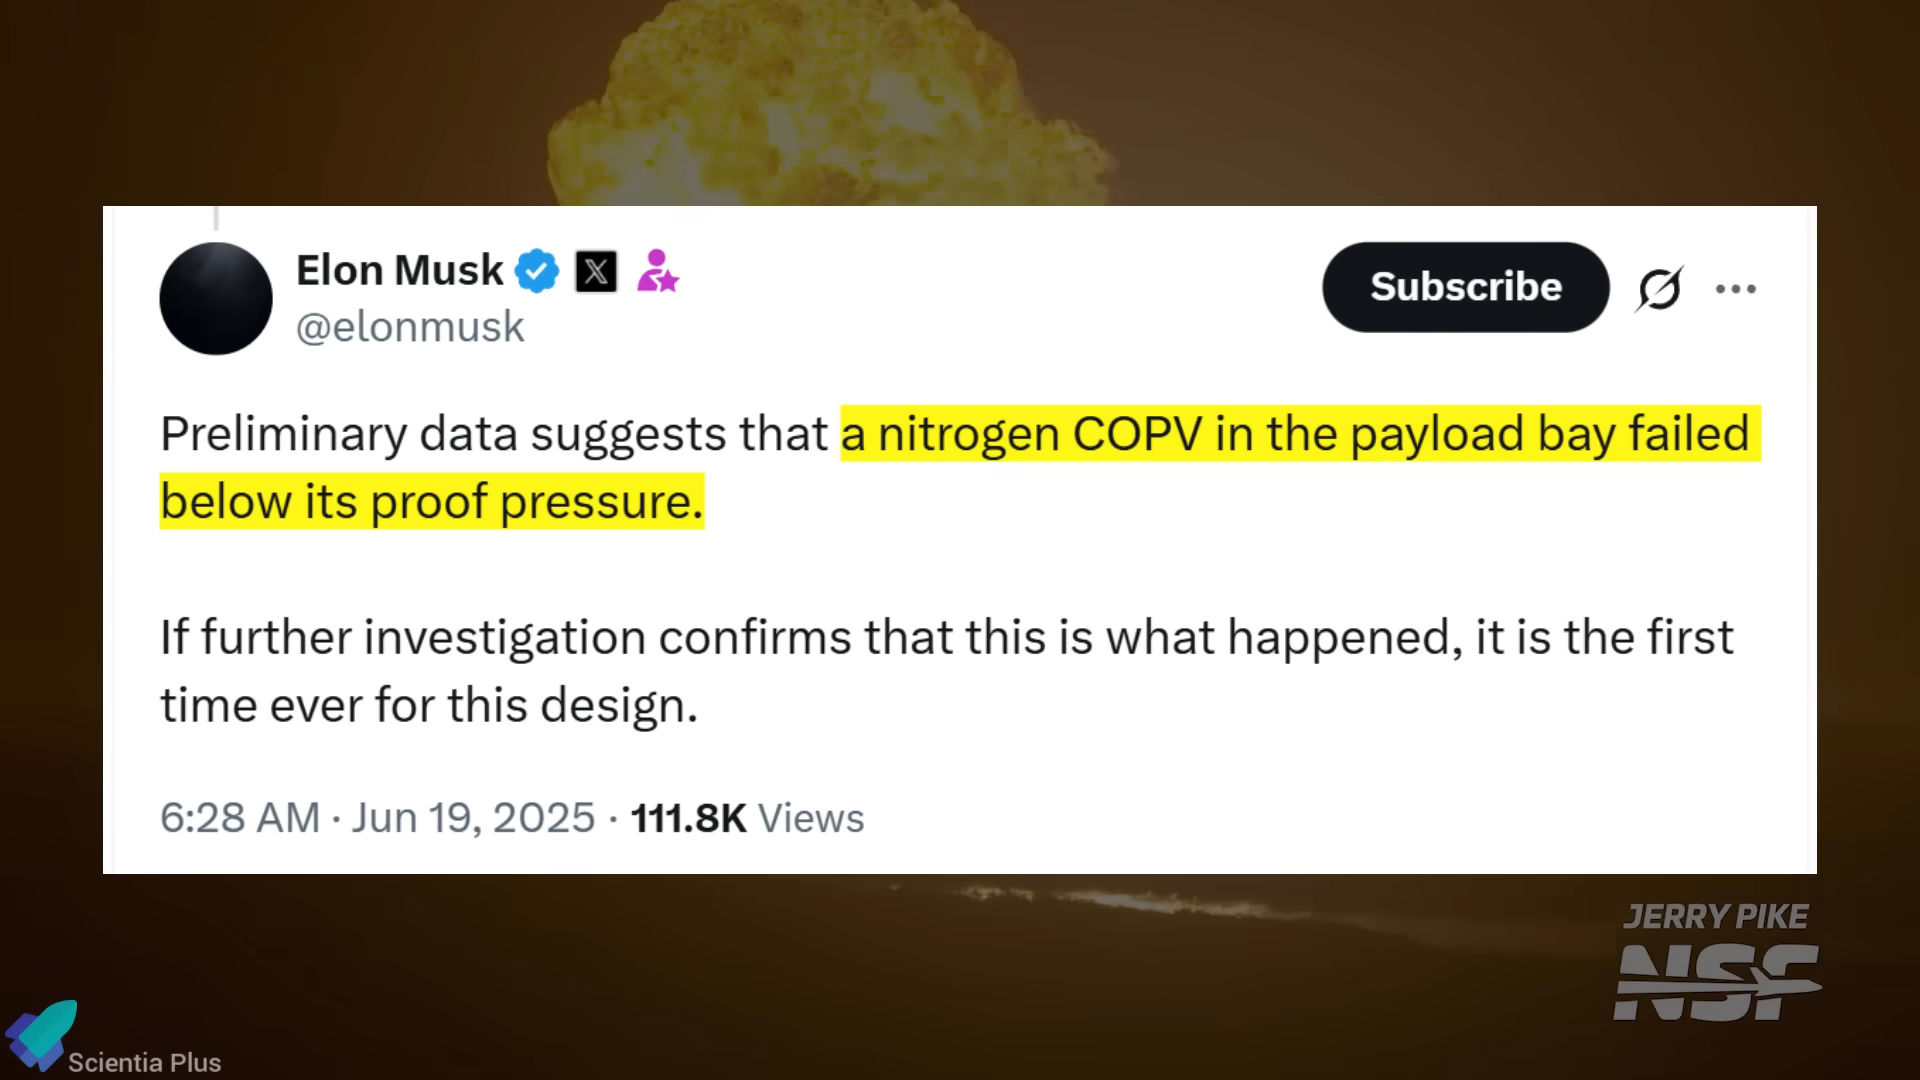 Elon Musk
@elonmusk
Subscribe
Preliminary data suggests that a nitrogen COPV in the payload bay failed
below its proof pressure.
If further investigation confirms that this is what happened, it is the first
time ever for this design.
6:28 AM · Jun 19, 2025 · 111.8K Views
JERRY PIKE
NSF
Scientia Plus